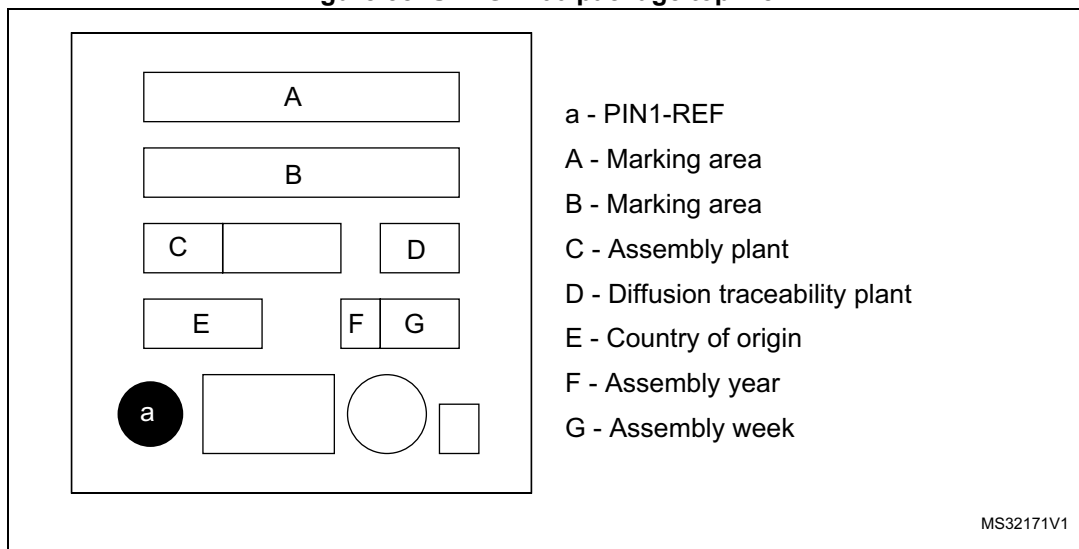 A
B
C
D
E
F
G
a
a - PIN1-REF
A - Marking area
B - Marking area
C - Assembly plant
D - Diffusion traceability plant
E - Country of origin
F - Assembly year
G - Assembly week
MS32171V1